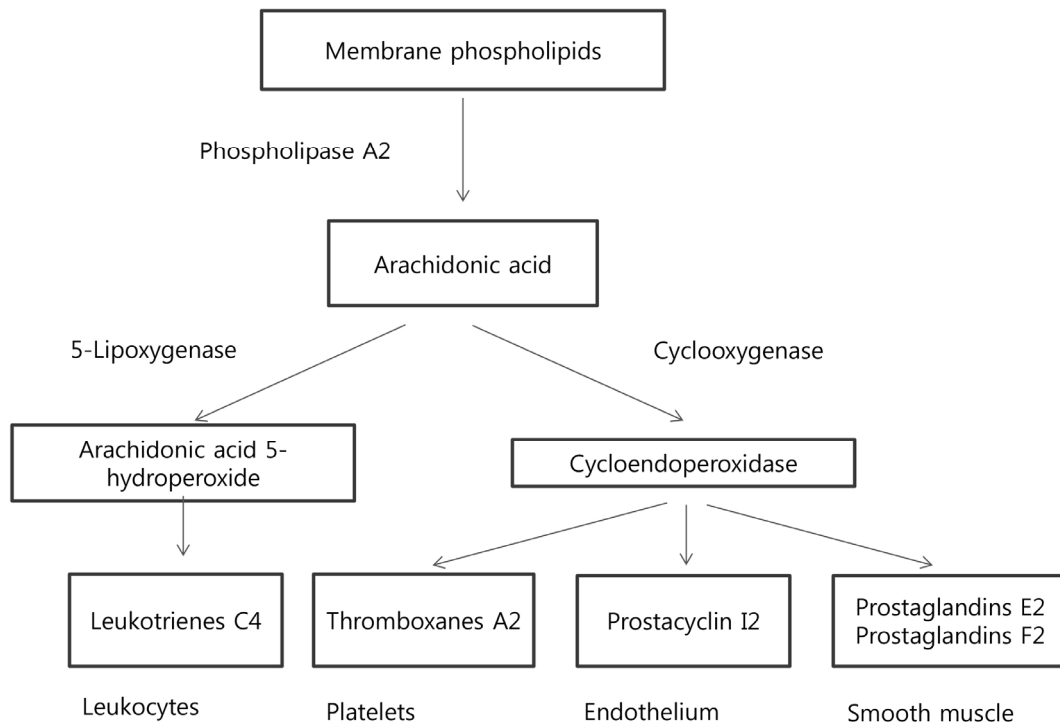 Membrane phospholipids
Phospholipase A2
Arachidonic acid
5-Lipoxygenase
Cyclooxygenase
Arachidonic acid 5-
hydroperoxide
Cycloendoperoxidase
Leukotrienes C4
Thromboxanes A2
Prostacyclin I2
Prostaglandins E2
Prostaglandins F2
Leukocytes
Platelets
Endothelium
Smooth muscle